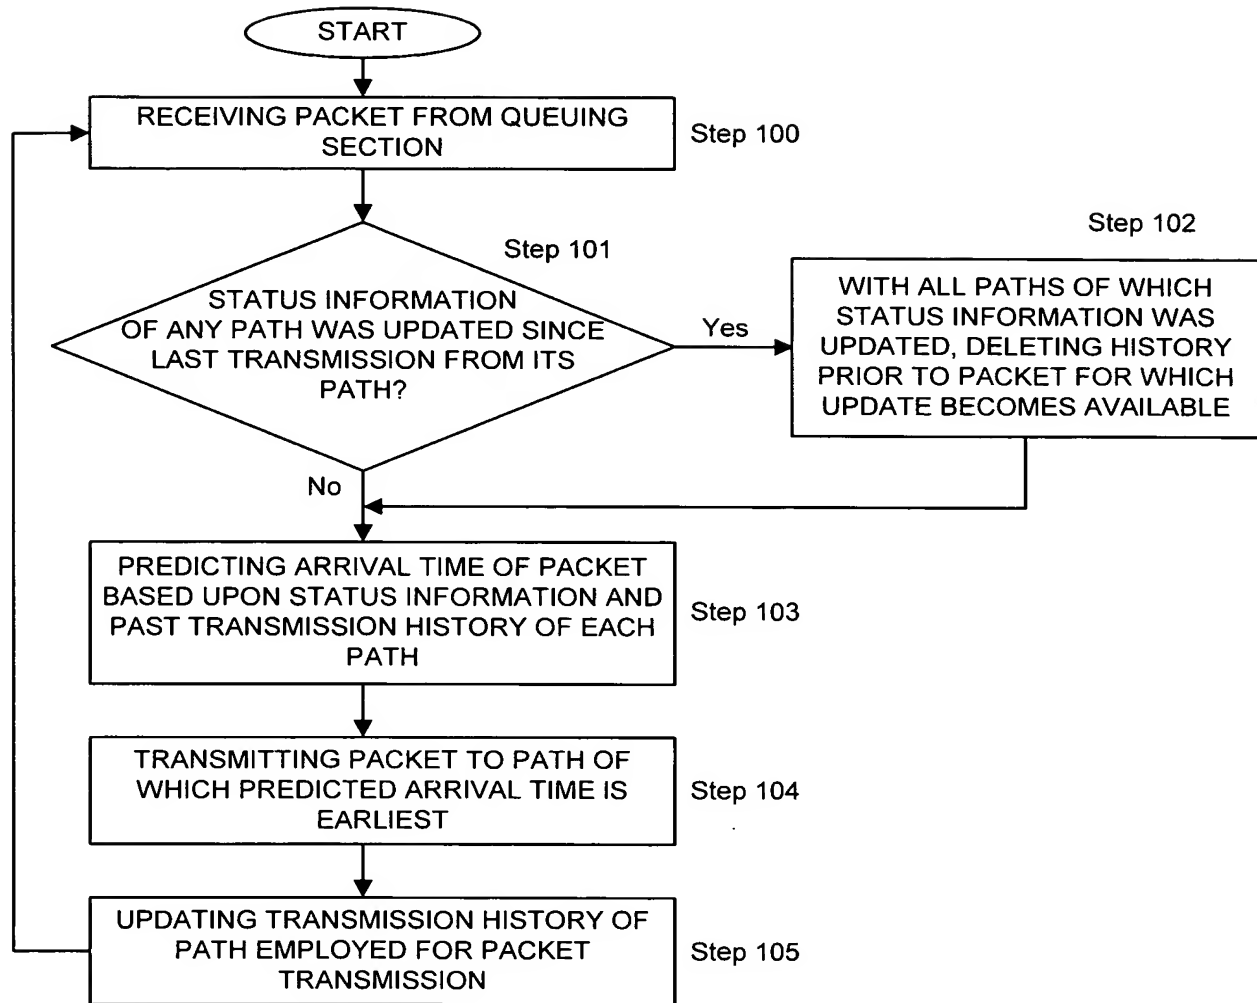 START
RECEIVING PACKET FROM QUEUING
SECTION
Step 100
Step 101
STATUS INFORMATION
OF ANY PATH WAS UPDATED SINCE
LAST TRANSMISSION FROM ITS
PATH?
Yes
Step 102
WITH ALL PATHS OF WHICH
STATUS INFORMATION WAS
UPDATED, DELETING HISTORY
PRIOR TO PACKET FOR WHICH
UPDATE BECOMES AVAILABLE
No
PREDICTING ARRIVAL TIME OF PACKET
BASED UPON STATUS INFORMATION AND
PAST TRANSMISSION HISTORY OF EACH
PATH
Step 103
TRANSMITTING PACKET TO PATH OF
WHICH PREDICTED ARRIVAL TIME IS
EARLIEST
Step 104
UPDATING TRANSMISSION HISTORY OF
PATH EMPLOYED FOR PACKET
TRANSMISSION
Step 105